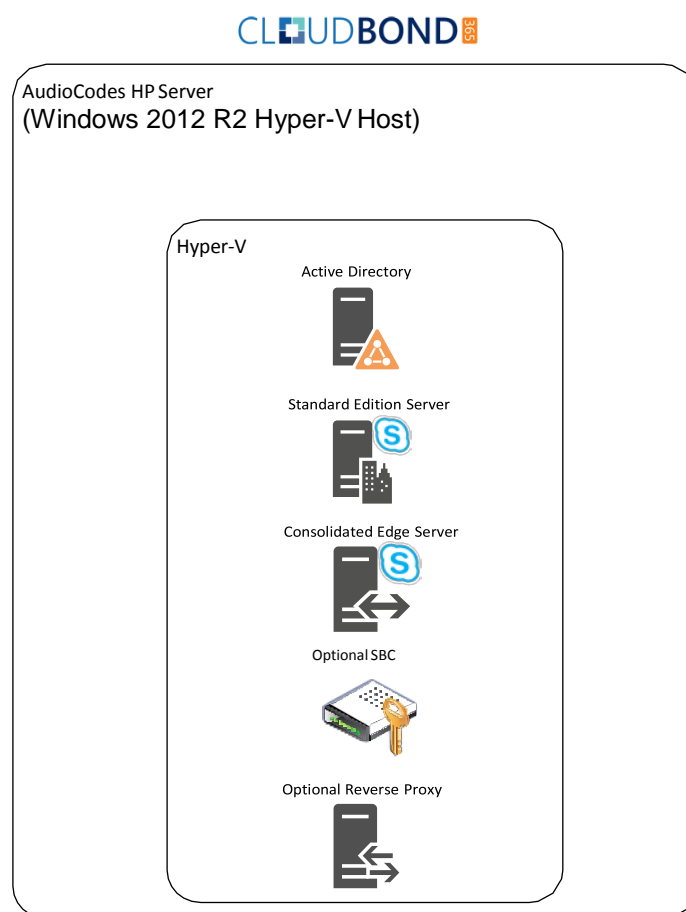 CLOUDBOND 365
AudioCodes HP Server
(Windows 2012 R2 Hyper-V Host)
Hyper-V
Active Directory
Standard Edition Server
S
Consolidated Edge Server
S
Optional SBC
Optional Reverse Proxy